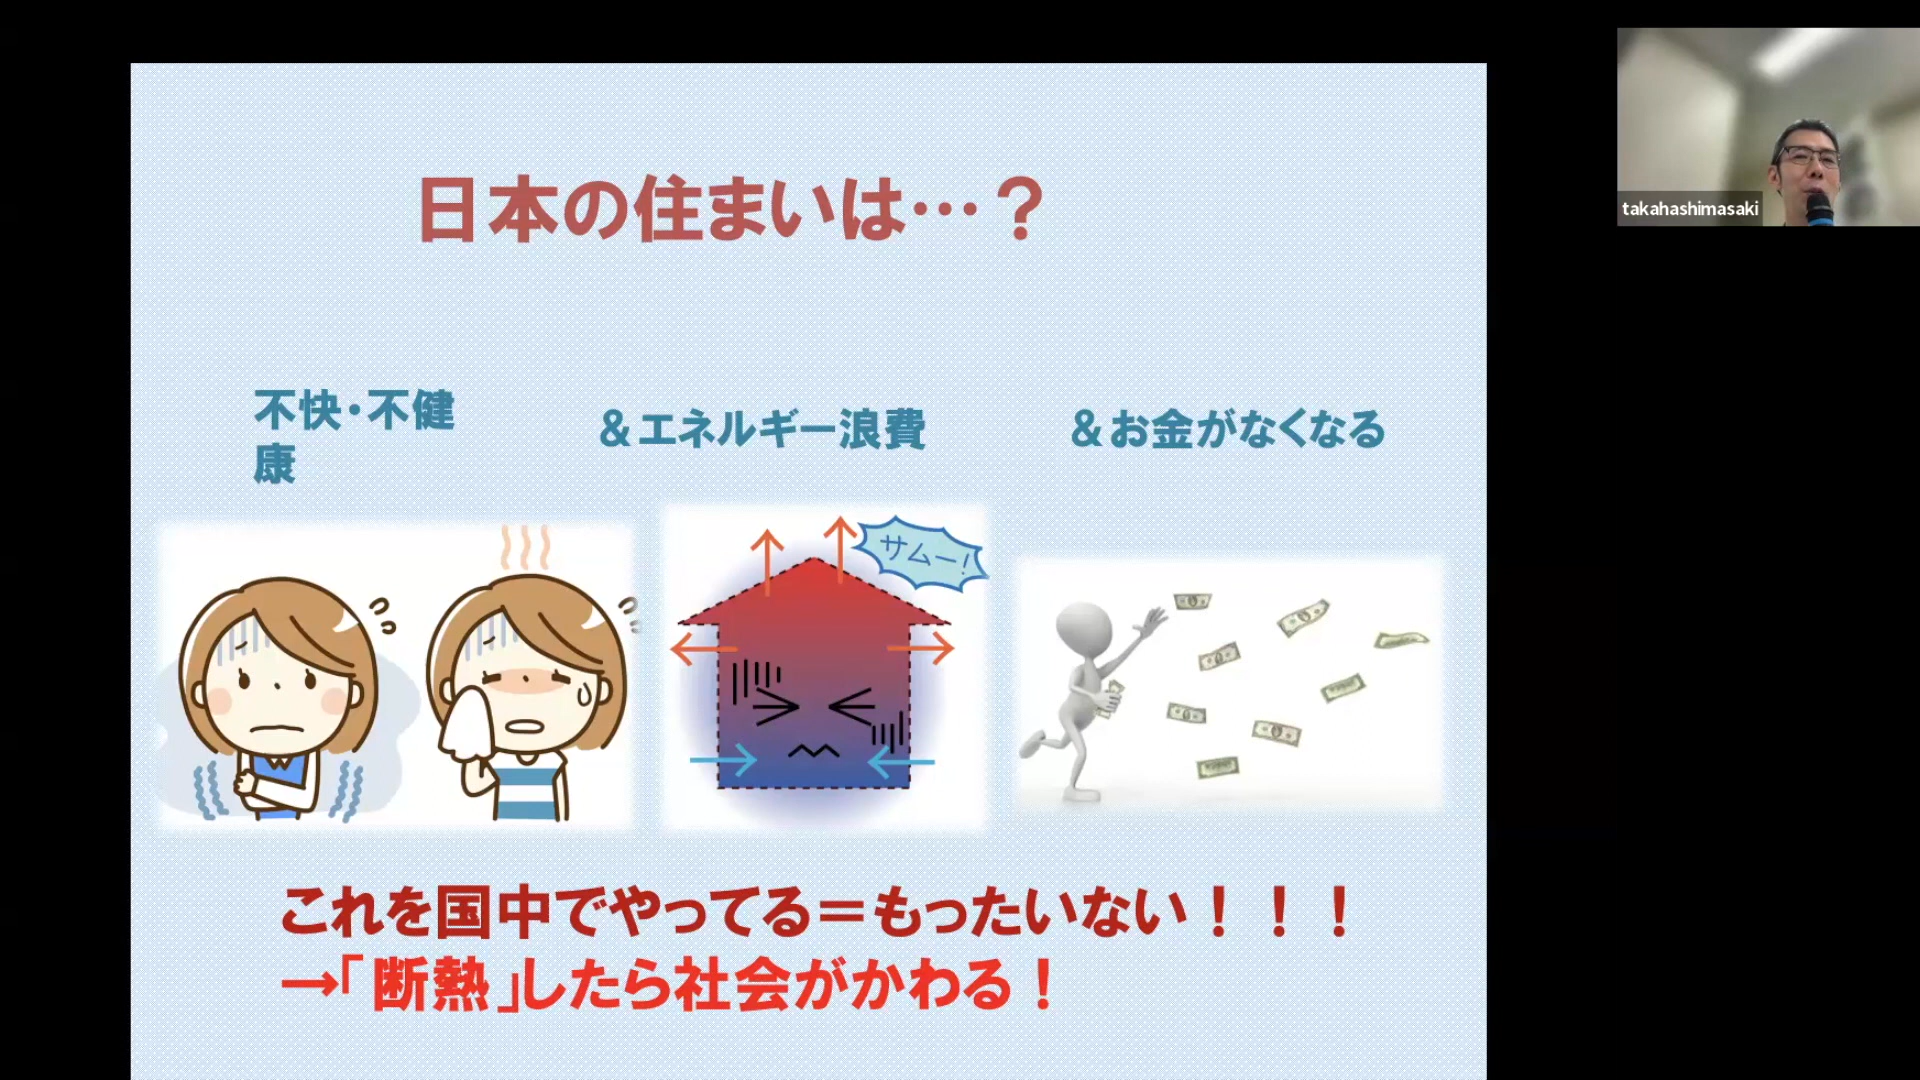 日本の住まいは…？
takahashimasaki
不快・不健
康
＆エネルギー浪費
＆お金がなくなる
サムー！
これを国中でやってる＝もったいない！！！
→「断熱」したら社会がかわる！